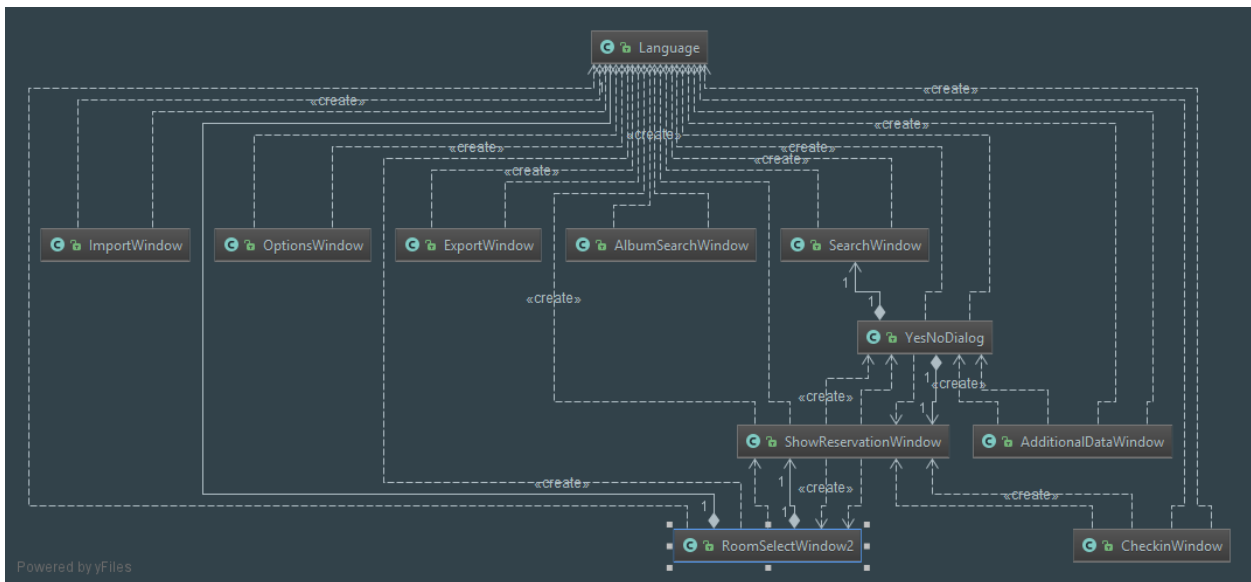 Language
«create»
«create»
«create»
«create»
«create»
«create»
«create»
ImportWindow
OptionsWindow
ExportWindow
AlbumSearchWindow
SearchWindow
1
«create»
1
YesNoDialog
1
«create»
«create»
1
ShowReservationWindow
AdditionalDataWindow
1
«create»
«create»
«create»
1
1
RoomSelectWindow2
CheckinWindow
Powered by yFiles